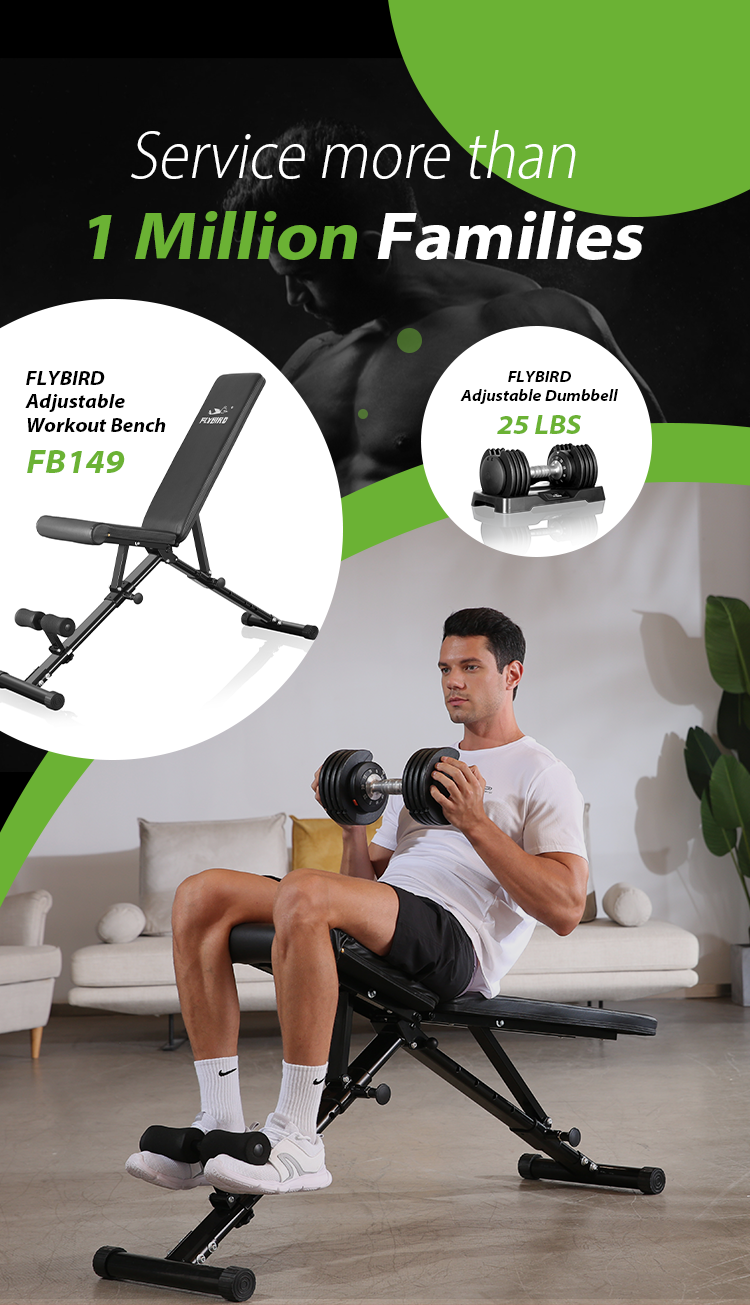 Service more than
1 Million Families
FLYBIRD
Adjustable
Workout Bench
FB149
FLYBIRD
FLYBIRD
Adjustable Dumbbell
25 LBS